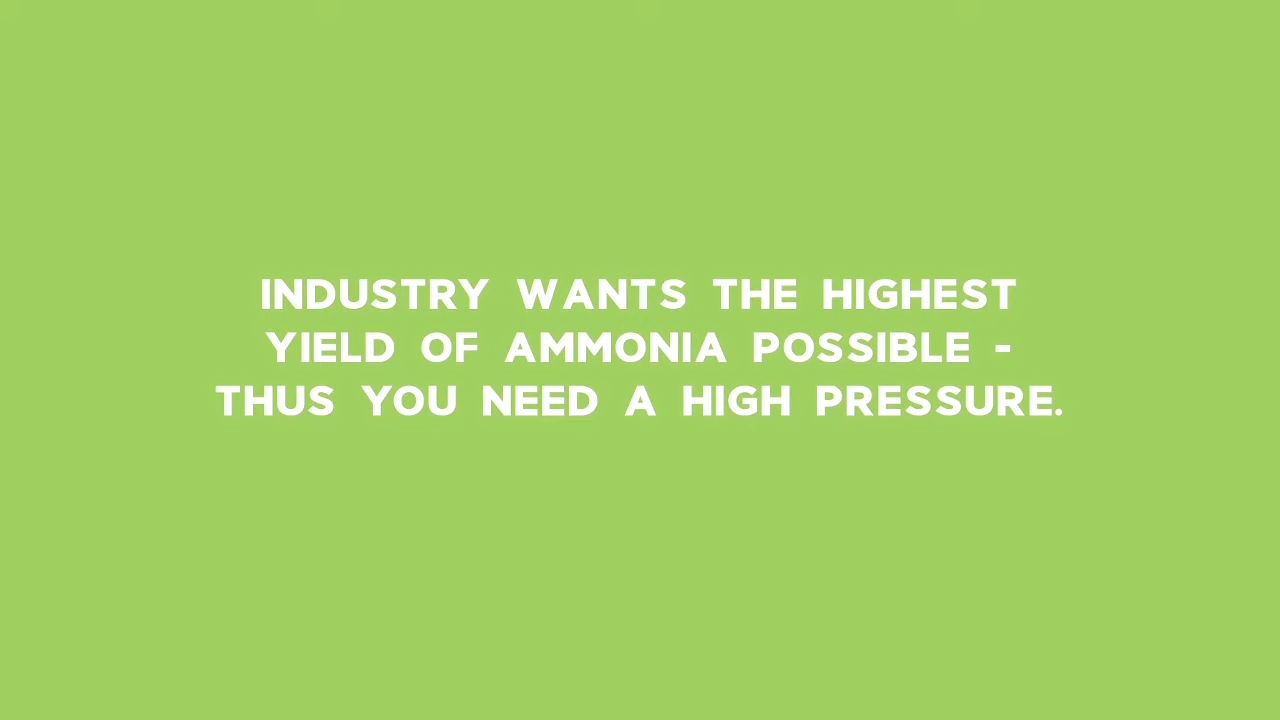 INDUSTRY WANTS THE HIGHEST
YIELD OF AMMONIA POSSIBLE -
THUS YOU NEED A HIGH PRESSURE.